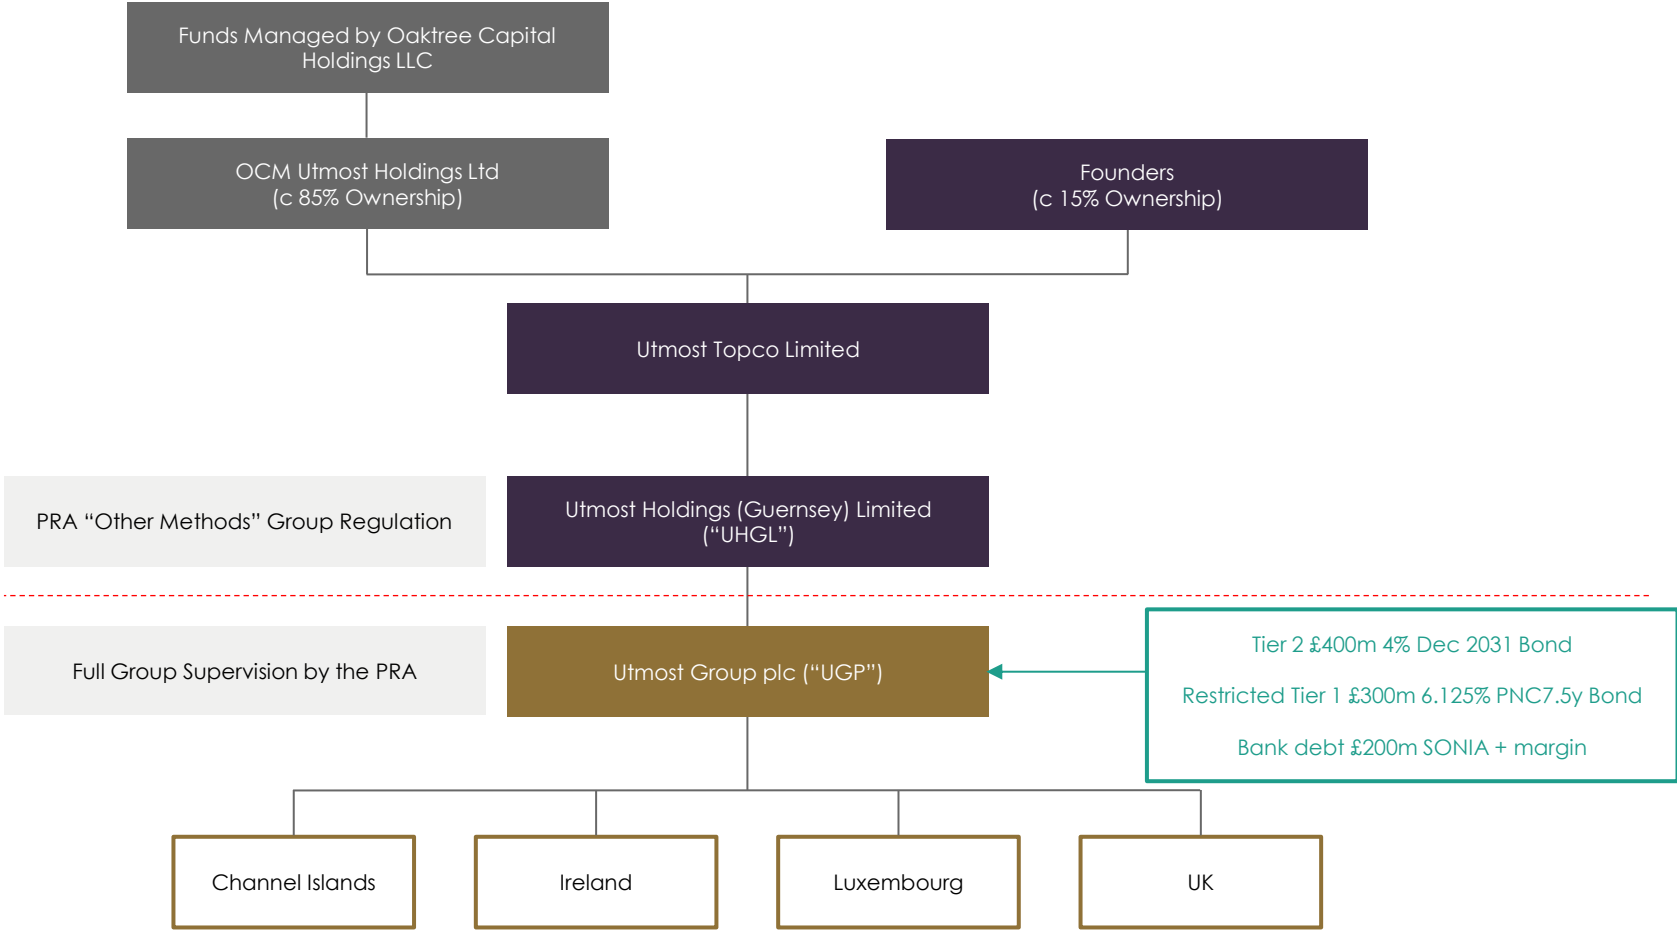 Funds Managed by Oaktree Capital
Holdings LLC
OCM Utmost Holdings Ltd
(c 85% Ownership)
Founders
(c 15% Ownership)
Utmost Topco Limited
PRA “Other Methods” Group Regulation
Utmost Holdings (Guernsey) Limited
(“UHGL”)
Full Group Supervision by the PRA
Utmost Group plc (“UGP”)
Tier 2 £400m 4% Dec 2031 Bond
Restricted Tier 1 £300m 6.125% PNC7.5y Bond
Bank debt £200m SONIA + margin
Channel Islands
Ireland
Luxembourg
UK